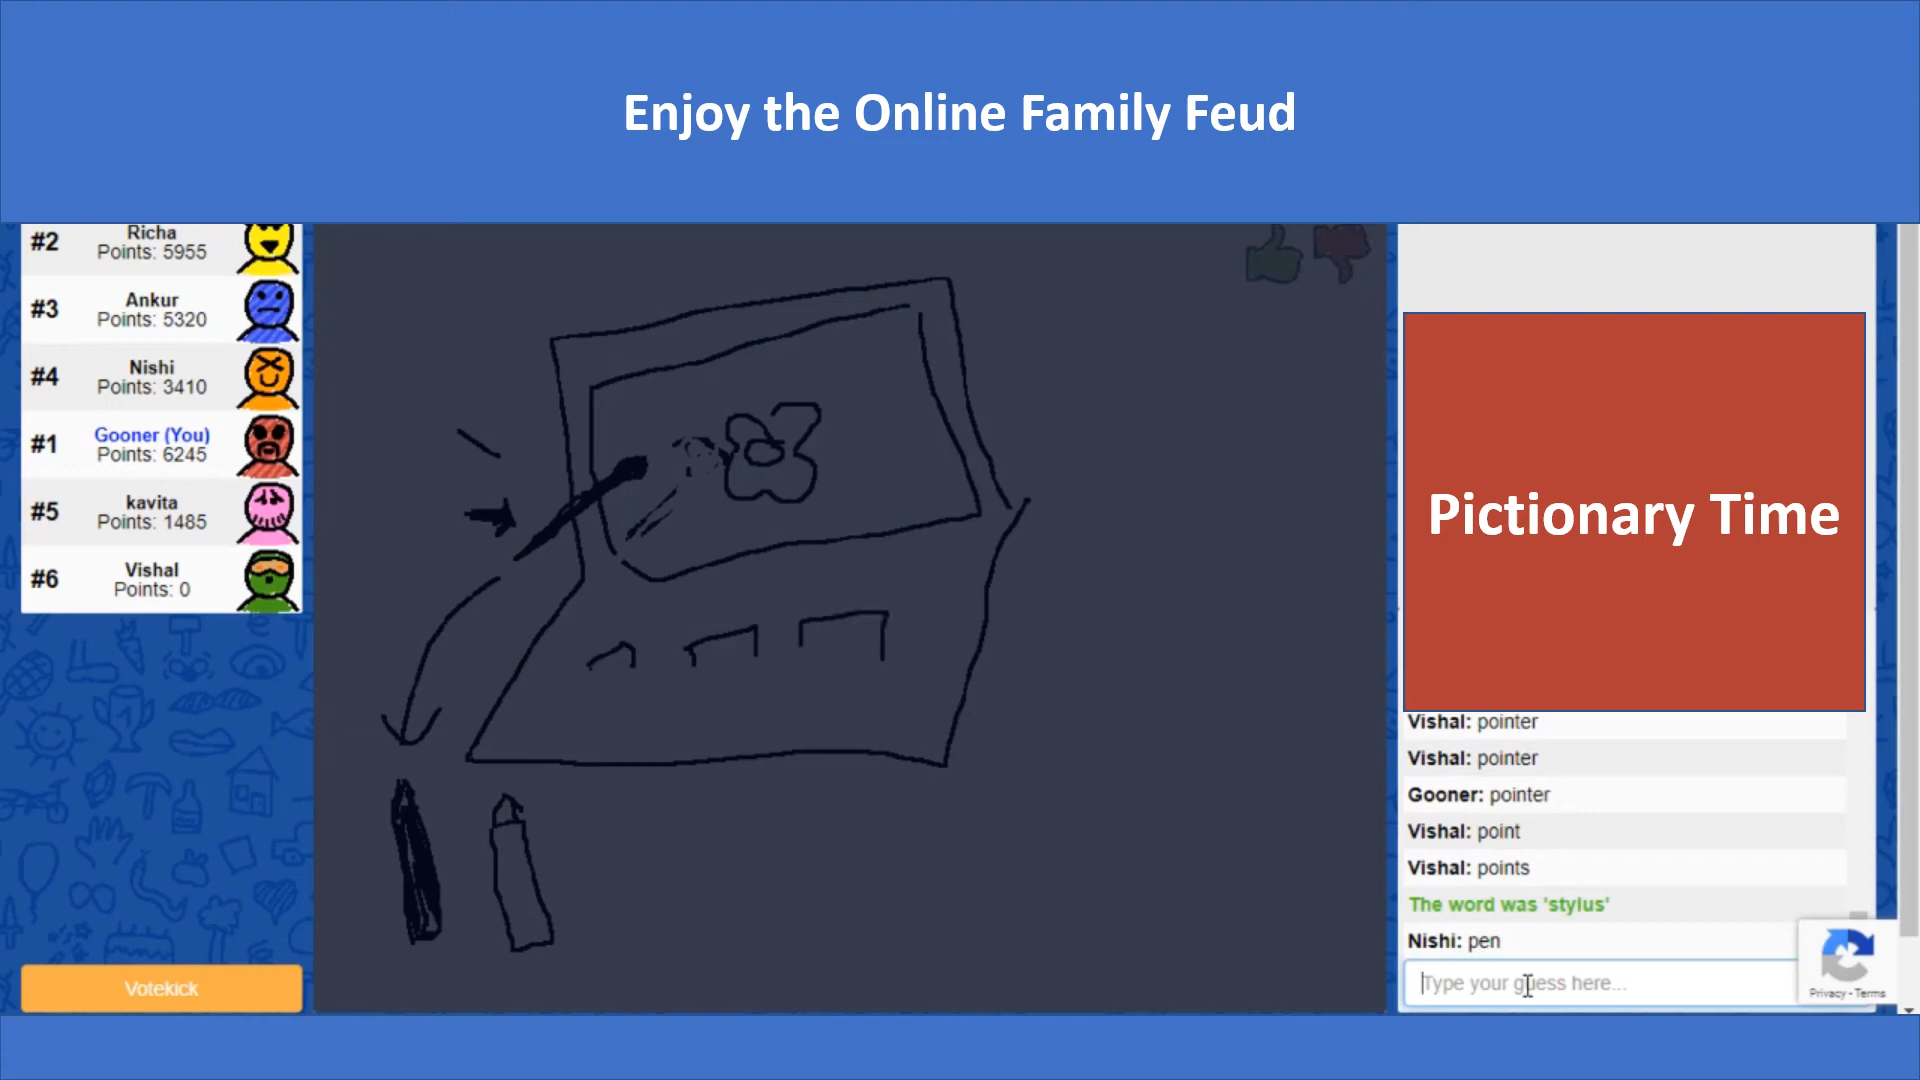 Enjoy the Online Family Feud
#2
Richa
Points: 5955
#3
Ankur
Points: 5320
#4
Nishi
Points: 3410
#1
Gooner (You)
Points: 6245
#5
kavita
Points: 1485
#6
Vishal
Points: 0
Votekick
Pictionary Time
Vishal: pointer
Vishal: pointer
Gooner: pointer
Vishal: point
Vishal: points
The word was 'stylus'
Nishi: pen
Type your guess here...
Privacy - Terms